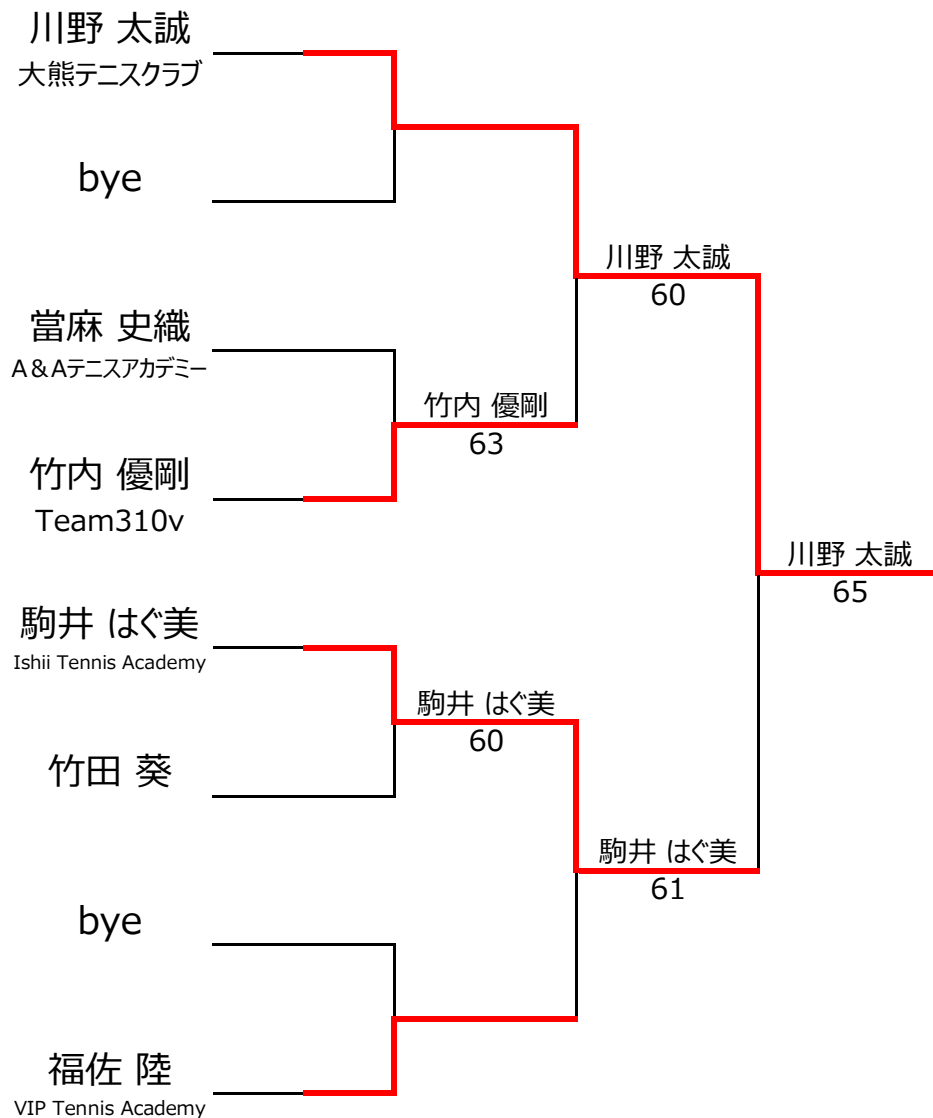 川野 太誠
大熊テニスクラブ
bye
川野 太誠
60
當麻 史織
A＆Aテニスアカデミー
竹内 優剛
63
竹内 優剛
Team310v
川野 太誠
65
駒井 はぐ美
Ishii Tennis Academy
駒井 はぐ美
60
竹田 葵
駒井 はぐ美
61
bye
福佐 陸
VIP Tennis Academy